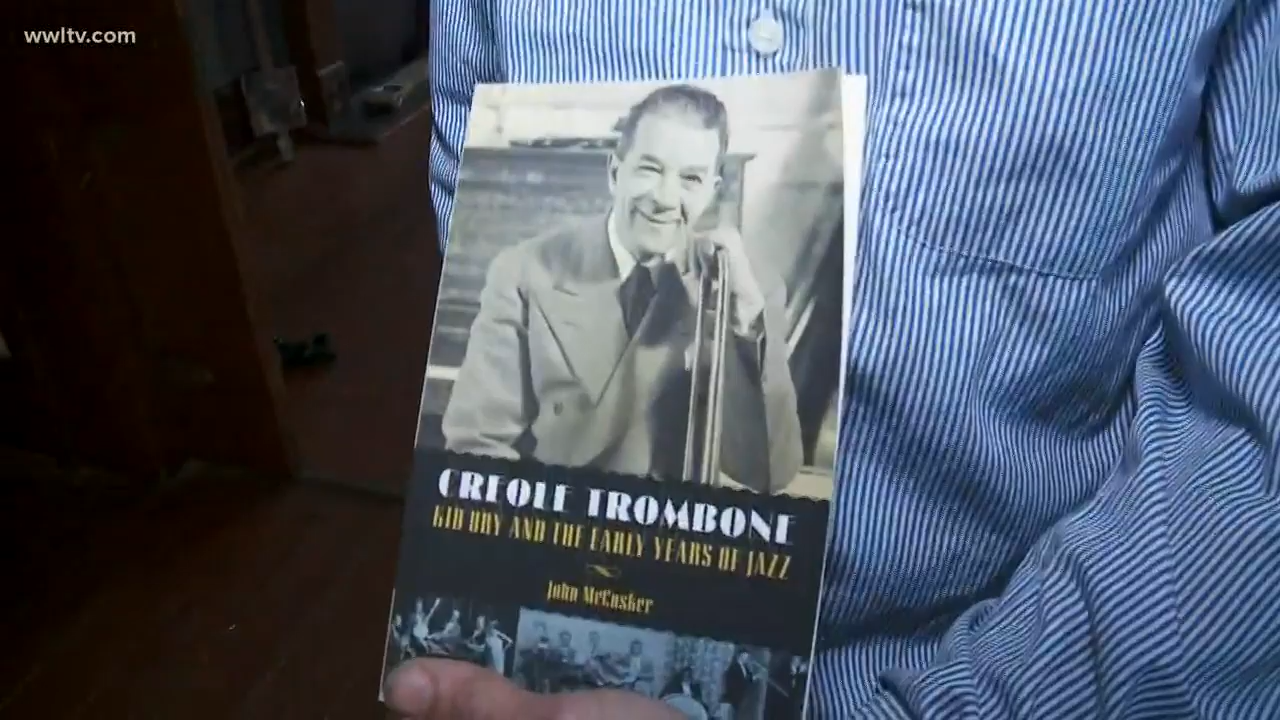 wwltv.com
CREOLE TROMBONE
KID ORY AND THE EARLY YEARS OF JAZZ
John McCusker